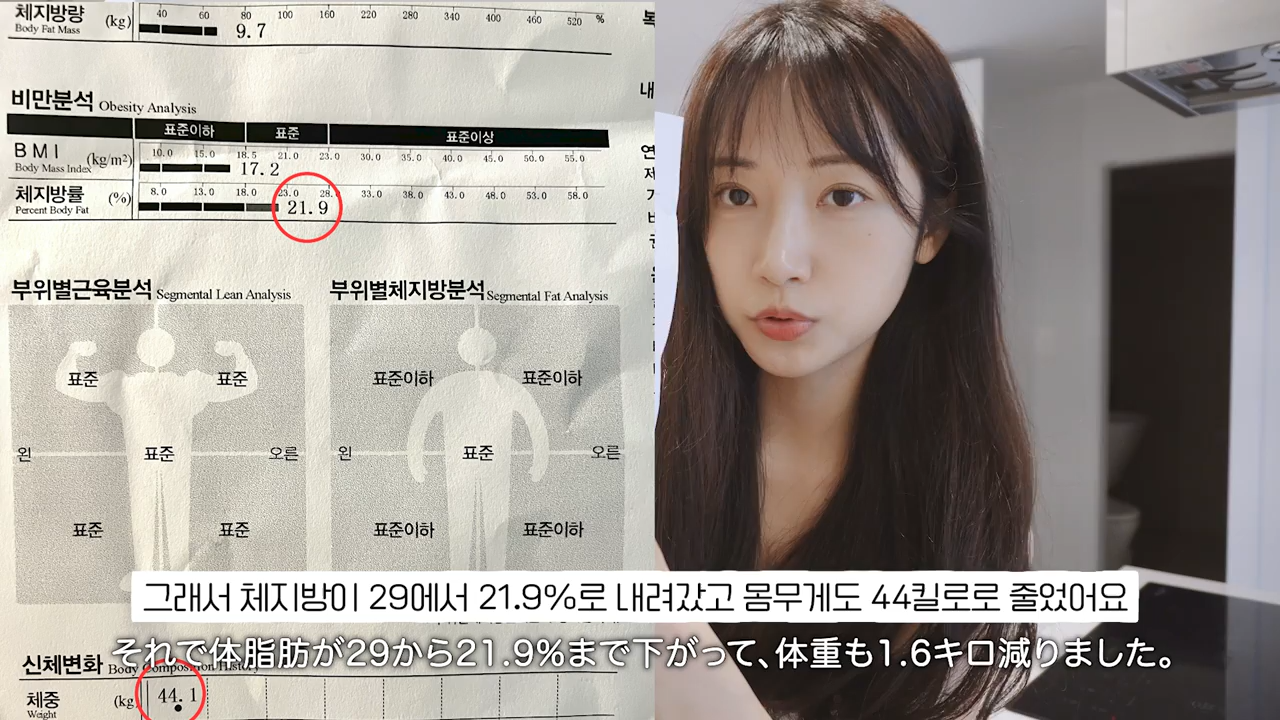 체지방량
Body Fat Mass
(kg)
40 60 80 100 160 220 280 340 400 460 520 %
9.7
비만분석 Obesity Analysis
표준이하 표준 표준이상
BMI
Body Mass Index
(kg/m²)
10.0 15.0 18.5 21.0 23.0 30.0 35.0 40.0 45.0 50.0 55.0
17.2
체지방률
Percent Body Fat
(%)
8.0 13.0 18.0 23.0 28. 33.0 38.0 43.0 48.0 53.0 58.0
21.9
부위별근육분석 Segmental Lean Analysis
부위별체지방분석 Segmental Fat Analysis
표준 표준 표준이하 표준이하
왼 표준 오른 왼 표준 오른
표준 표준 표준이하 표준이하
그래서 체지방이 29에서 21.9%로 내려갔고 몸무게도 44킬로로 줄었어요
それで体脂肪が29から21.9%まで下がって、体重も1.6キロ減りました。
신체변화 Body Composition History
체중
Weight
(kg
44.1